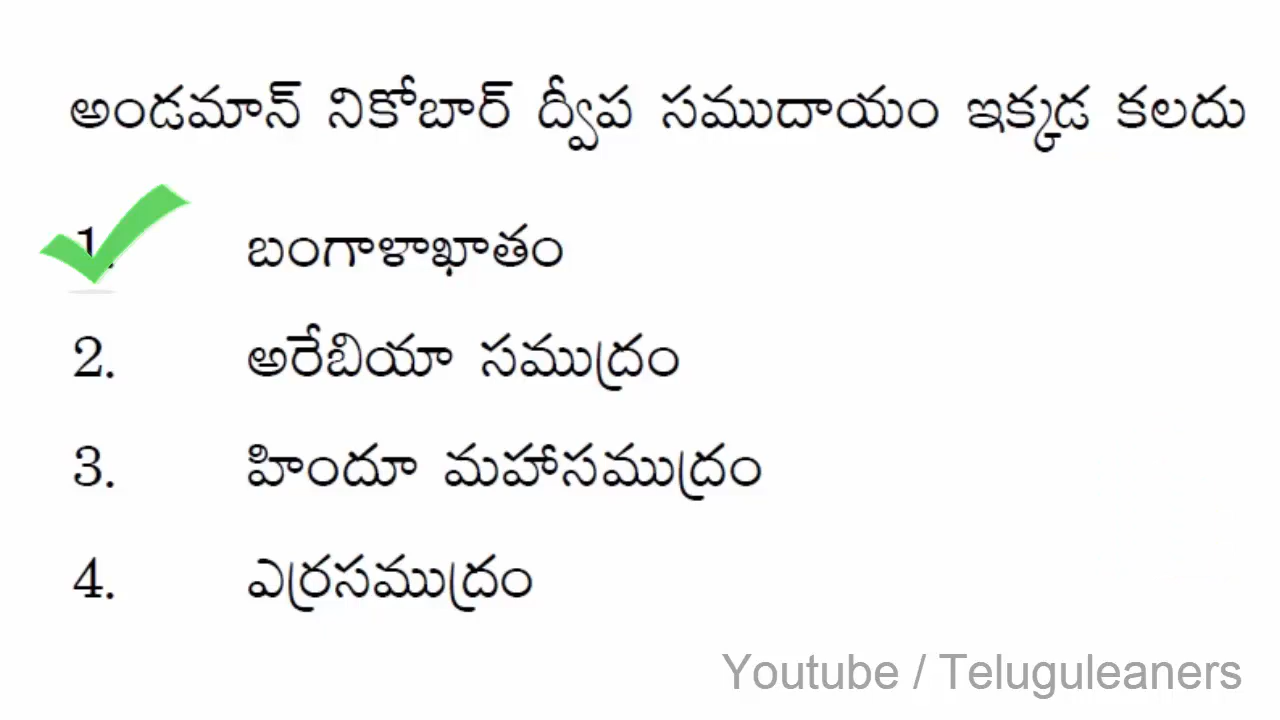 అండమాన్ నికోబార్ ద్వీప సముదాయం ఇక్కడ కలదు
1. బంగాళాఖాతం
2. అరేబియా సముద్రం
3. హిందూ మహాసముద్రం
4. ఎర్రసముద్రం
Youtube / Teluguleaners